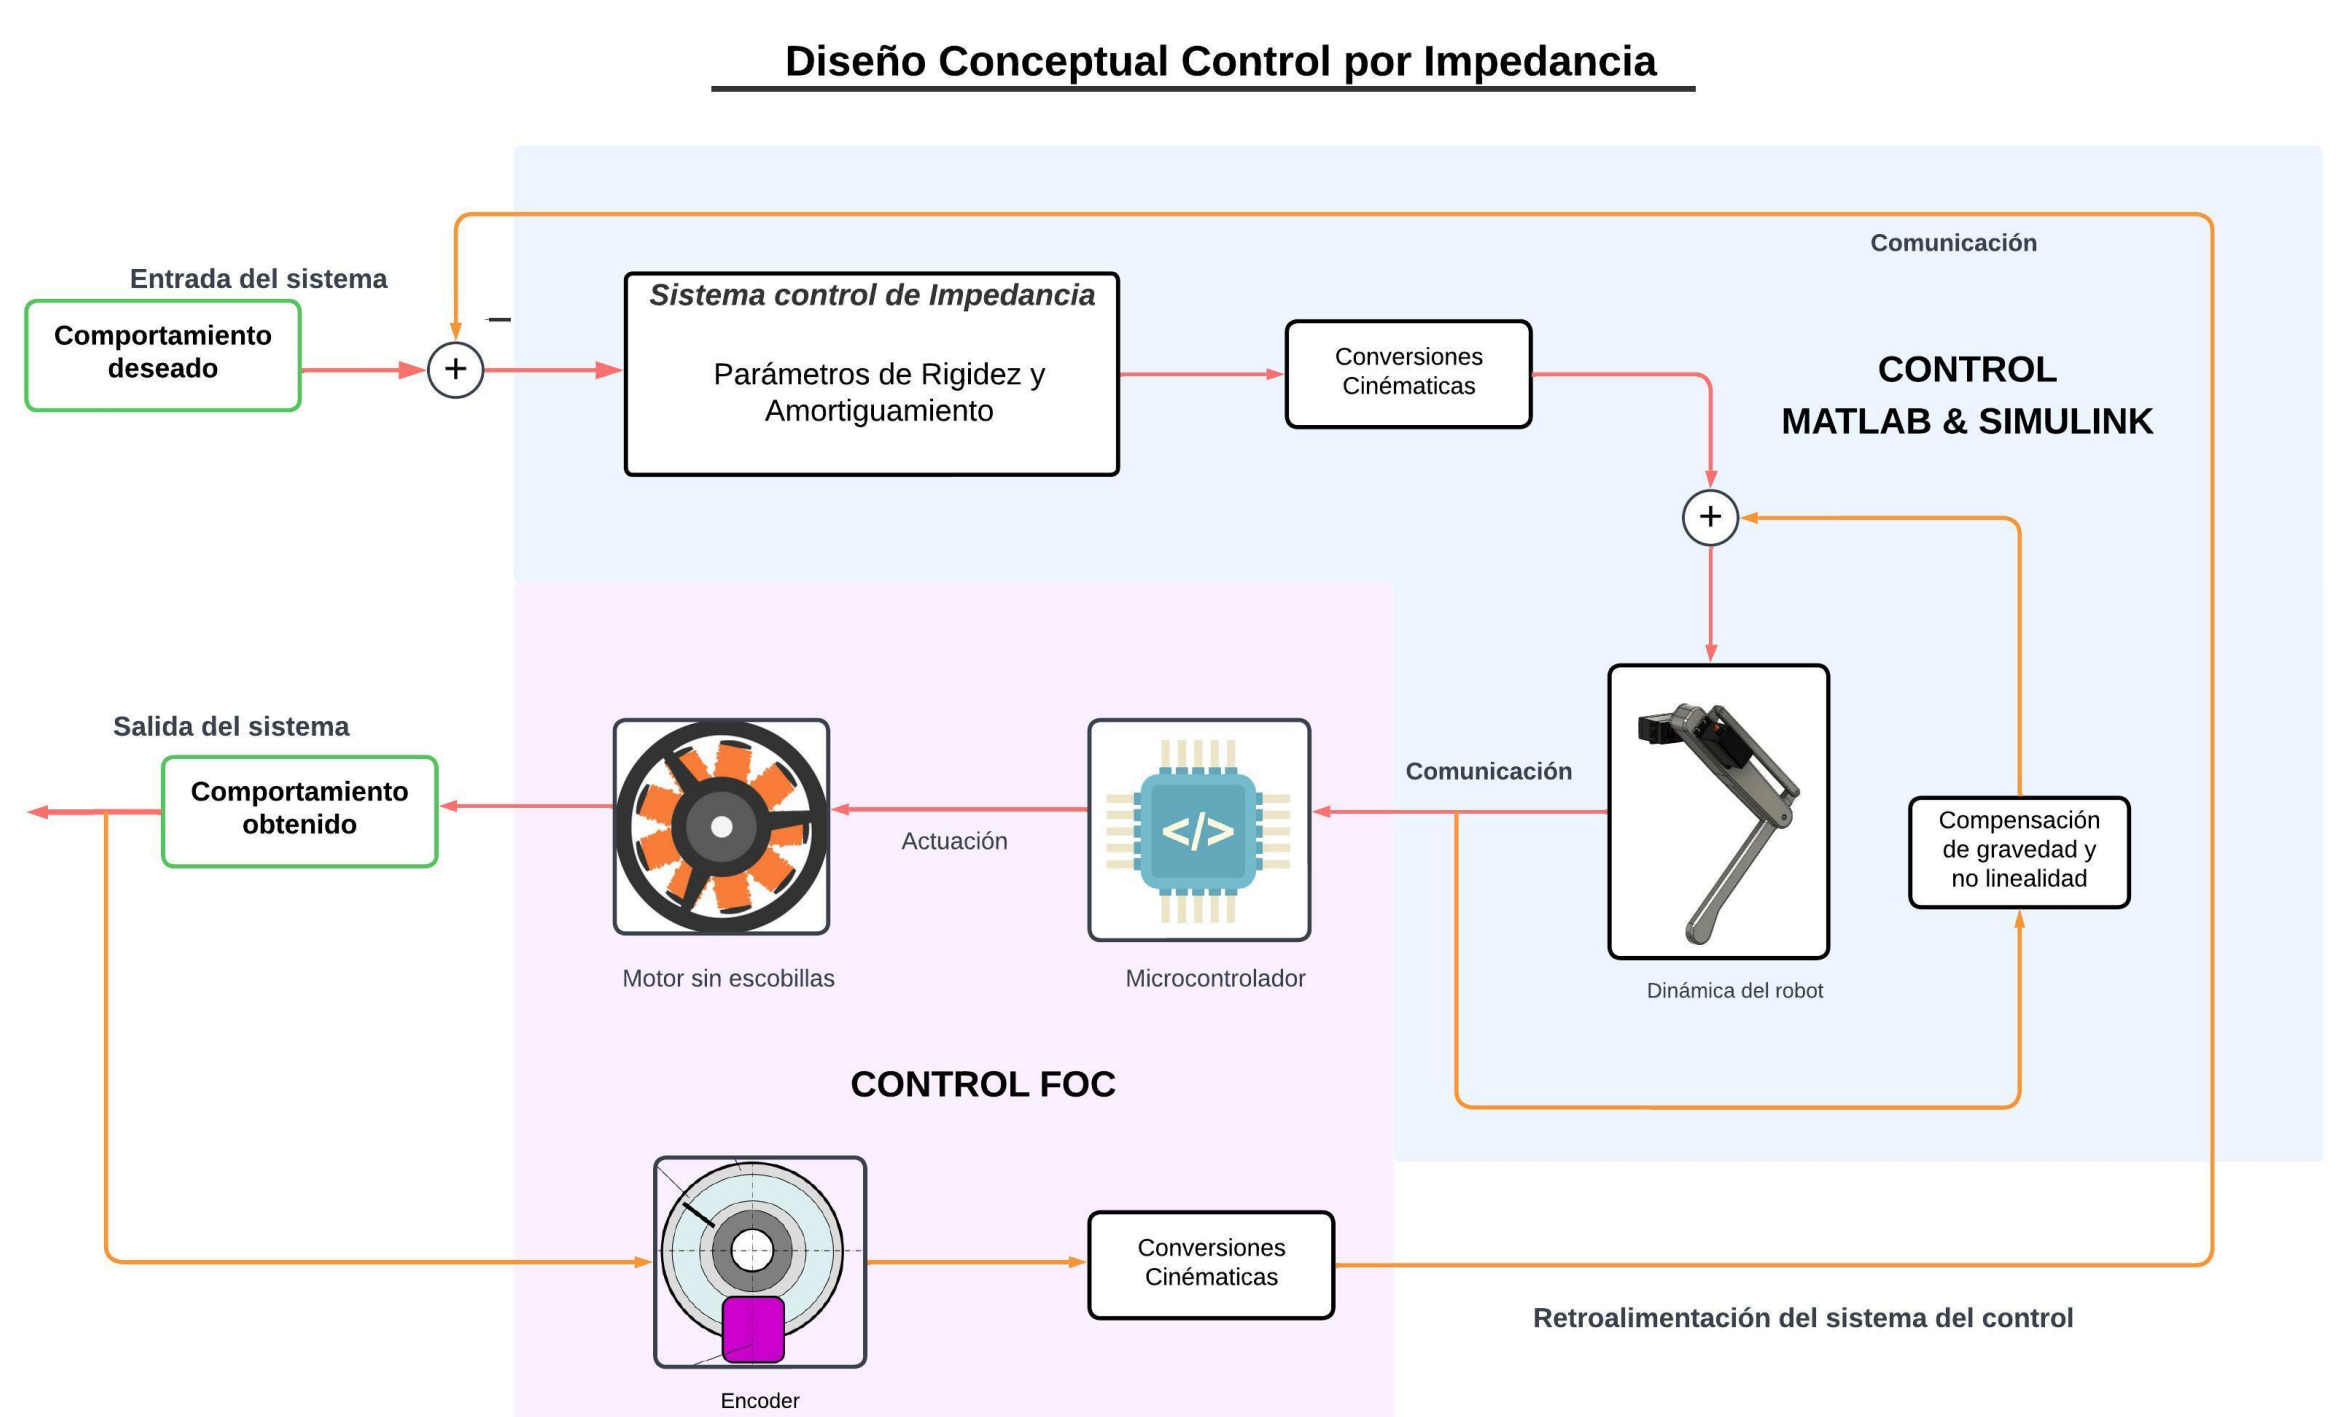 Diseño Conceptual Control por Impedancia
Comunicación
Entrada del sistema
Comportamiento
deseado
+
Sistema control de Impedancia
Parámetros de Rigidez y
Amortiguamiento
Conversiones
Cinématicas
CONTROL
MATLAB & SIMULINK
+
Salida del sistema
Comportamiento
obtenido
Motor sin escobillas
Actuación
</>
Microcontrolador
Comunicación
Dinámica del robot
Compensación
de gravedad y
no linealidad
CONTROL FOC
Encoder
Conversiones
Cinématicas
Retroalimentación del sistema del control